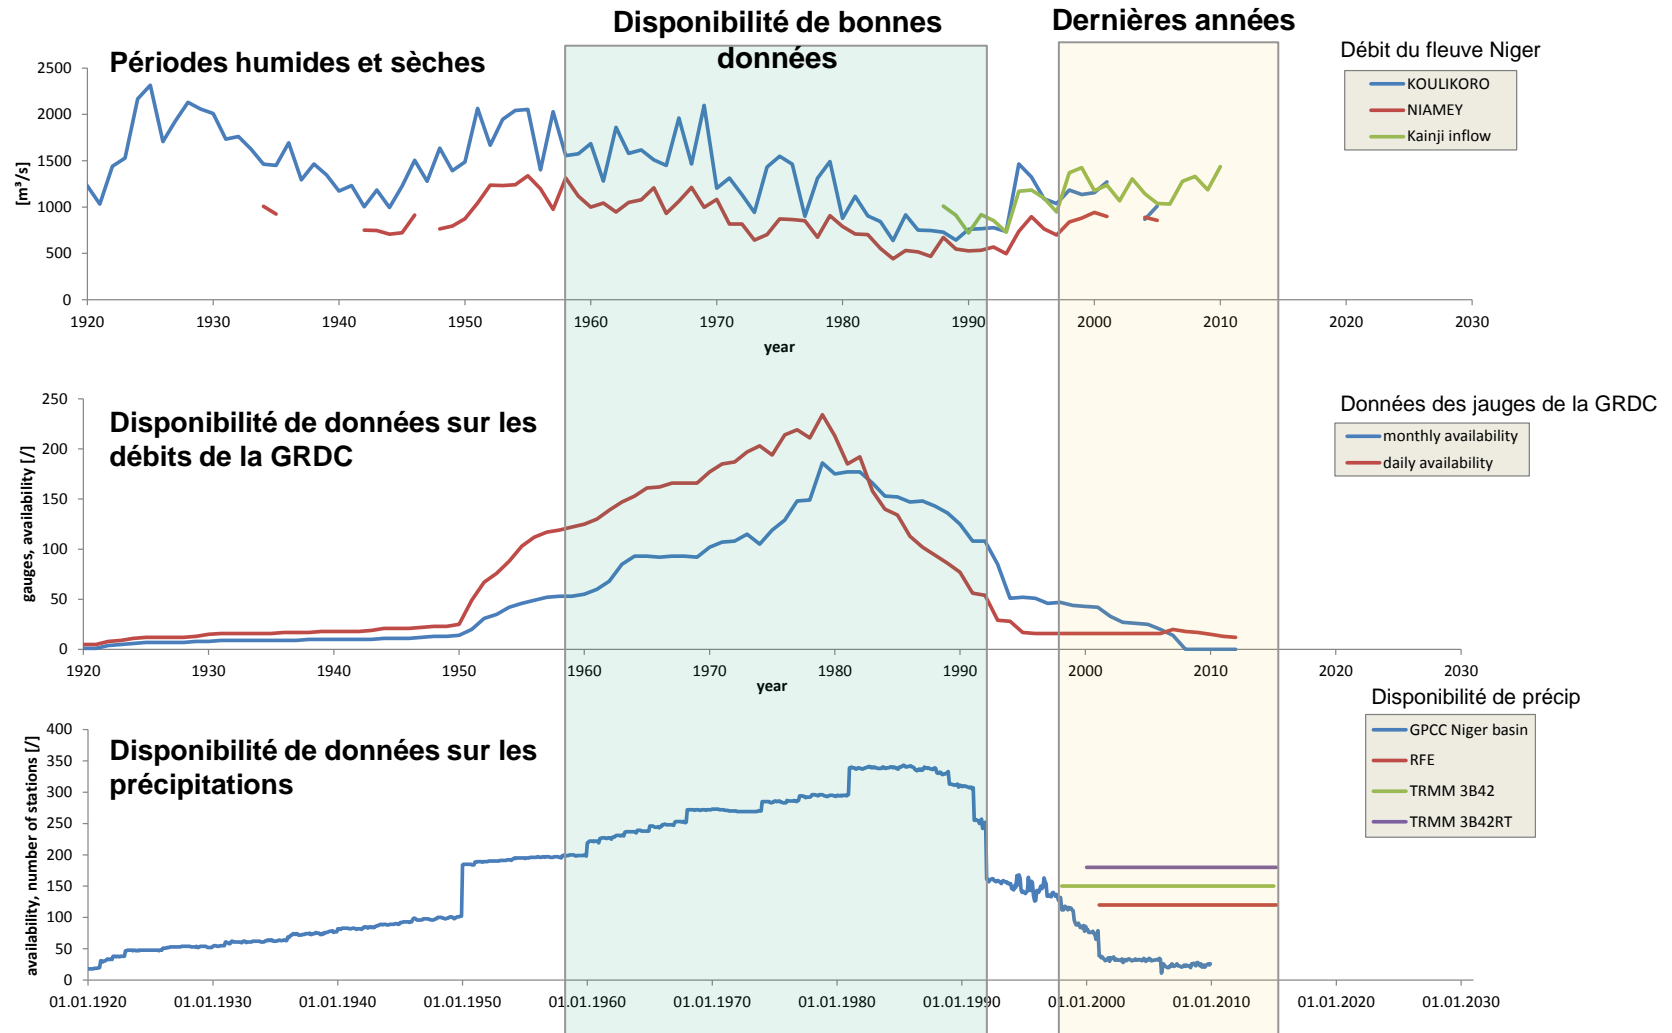 Disponibilité de bonnes
données
Dernières années
Périodes humides et sèches
Débit du fleuve Niger
KOULIKORO
NIAMEY
Kainji inflow
[m³/s]
2500
2000
1500
1000
500
0
1920 1930 1940 1950 1960 1970 1980 1990 2000 2010 2020 2030
year
Disponibilité de données sur les
débits de la GRDC
Données des jauges de la GRDC
monthly availability
daily availability
gauges, availability [/]
250
200
150
100
50
0
1920 1930 1940 1950 1960 1970 1980 1990 2000 2010 2020 2030
year
Disponibilité de données sur les
précipitations
Disponibilité de précip
GPCC Niger basin
RFE
TRMM 3B42
TRMM 3B42RT
availability, number of stations [/]
400
350
300
250
200
150
100
50
0
01.01.1920 01.01.1930 01.01.1940 01.01.1950 01.01.1960 01.01.1970 01.01.1980 01.01.1990 01.01.2000 01.01.2010 01.01.2020 01.01.2030